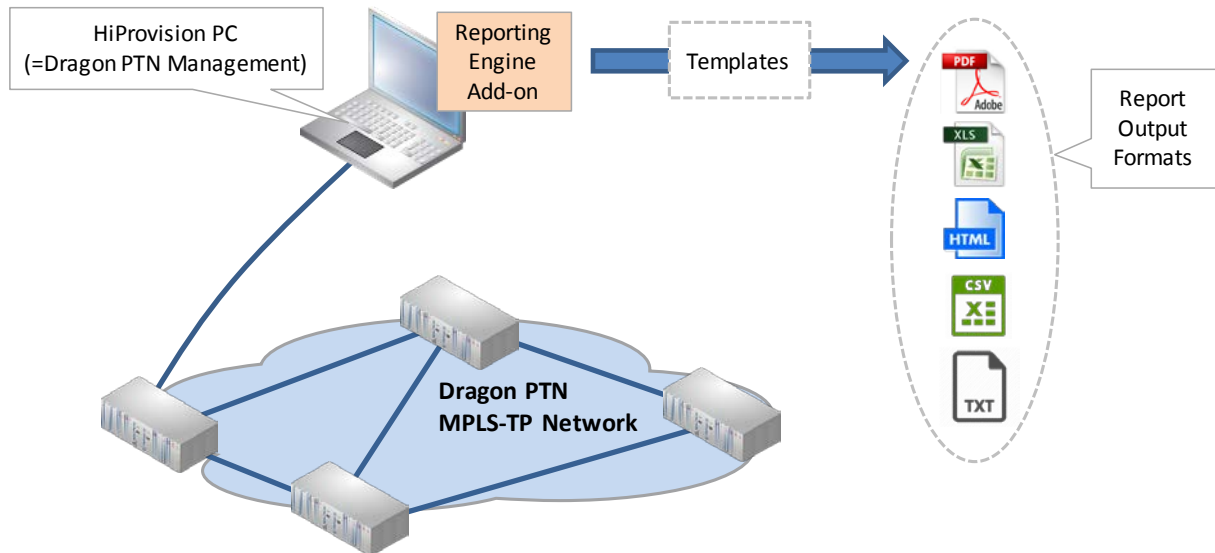 HiProvision PC
(=Dragon PTN Management)
Reporting
Engine
Add-on
Templates
PDF
Adobe
XLS
HTML
CSV
TXT
Report
Output
Formats
Dragon PTN
MPLS-TP Network